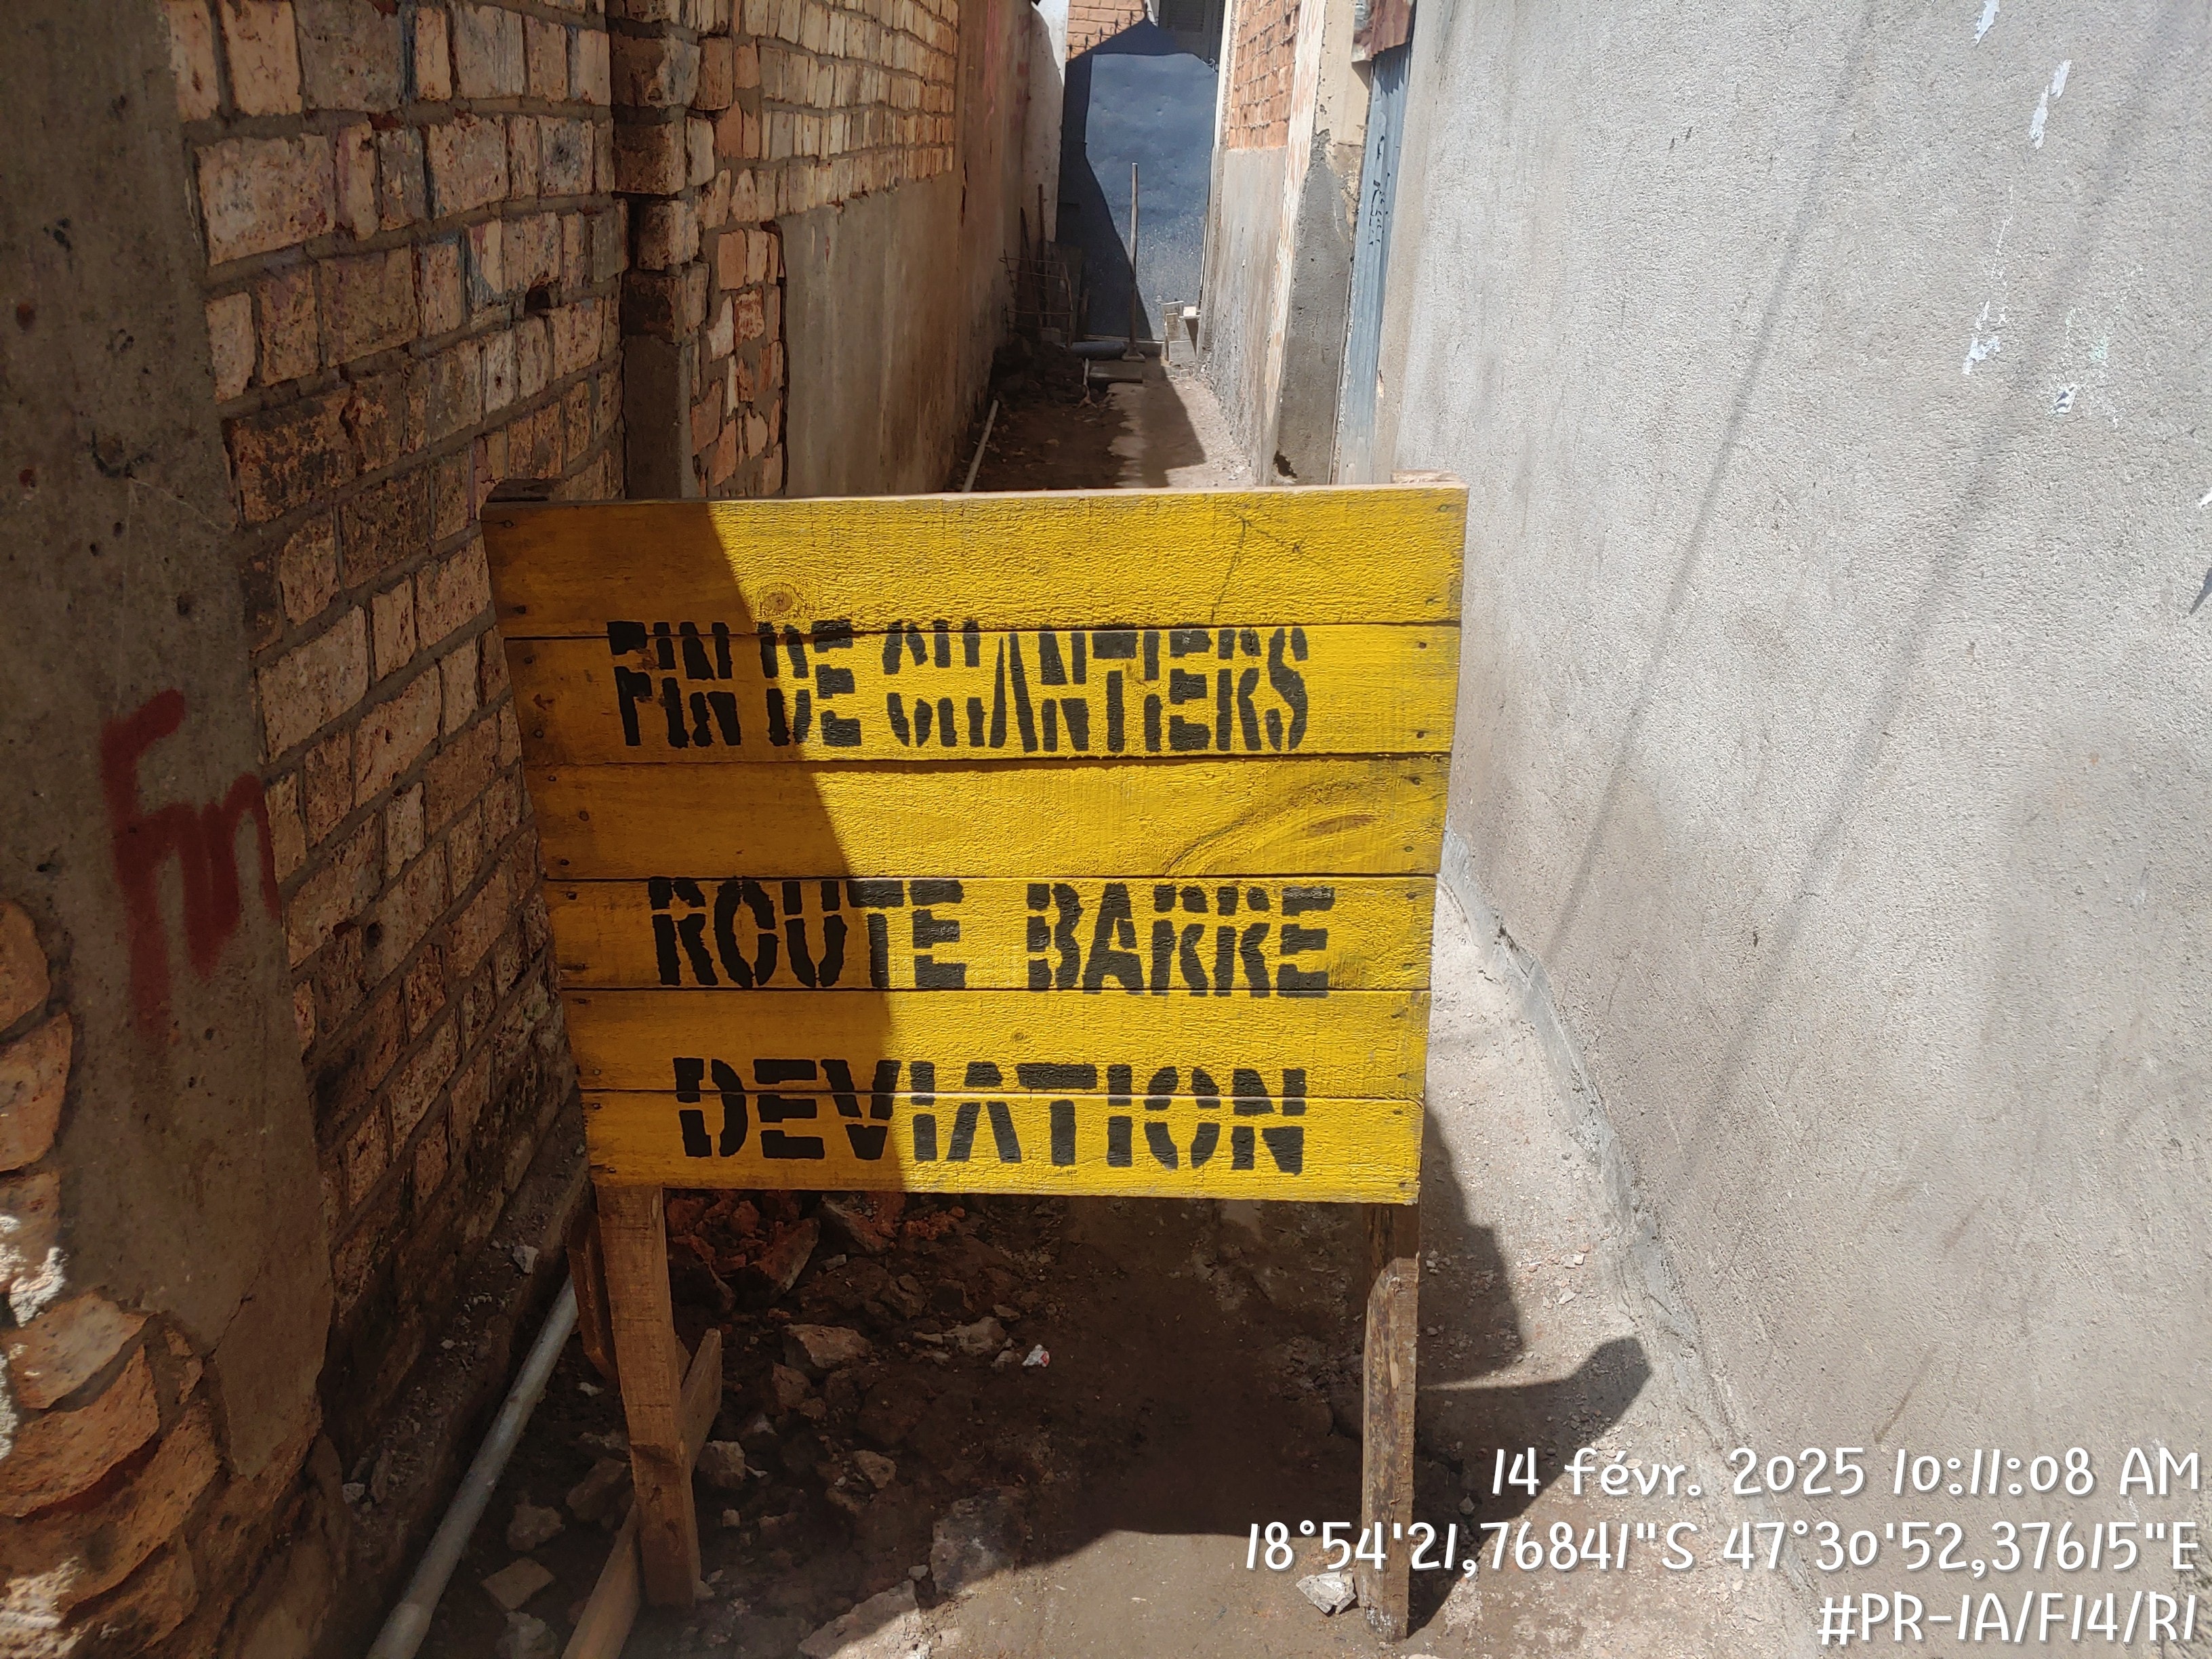 FIN DE CHANTIERS
ROUTE BARRE
DEVIATION
14 févr. 2025 10:11:08 AM
18°54'21,76841"S 47°30'52,37615"E
#PR-1A/F14/R1